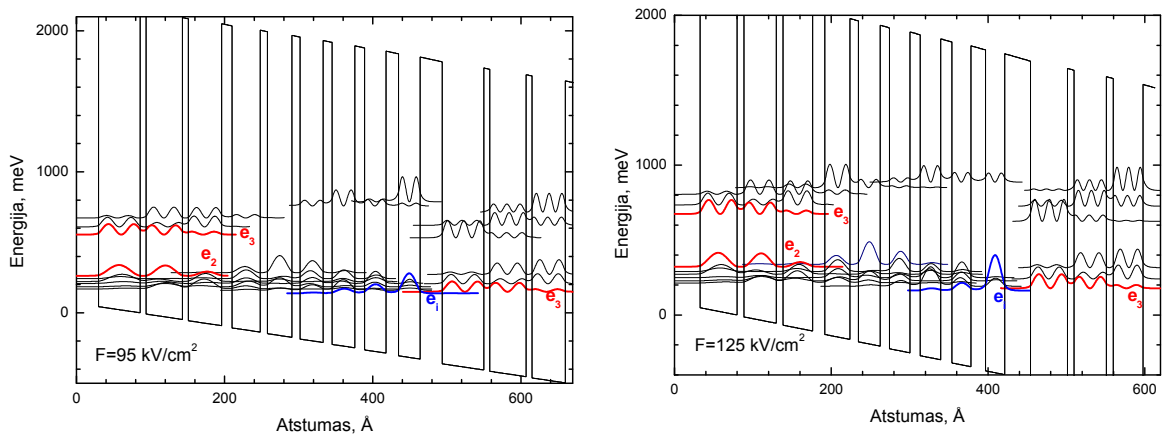 2000
1000
0
Energija, meV
e3
e2
ei
e3
F=95 kV/cm²
0
200
400
600
Atstumas, Å
2000
1000
0
Energija, meV
e3
e2
ei
e3
F=125 kV/cm²
0
200
400
600
Atstumas, Å